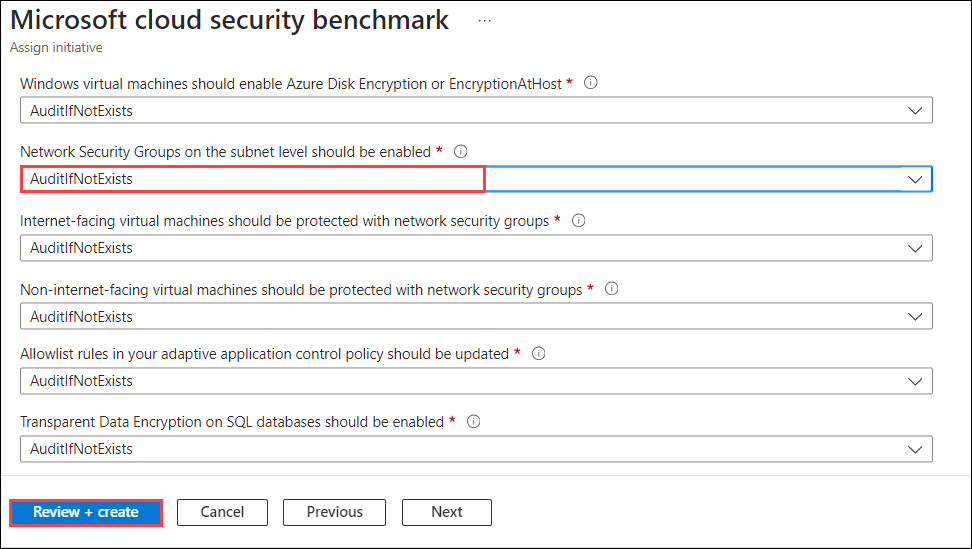 Microsoft cloud security benchmark ...
Assign initiative
Windows virtual machines should enable Azure Disk Encryption or EncryptionAtHost *
AuditIfNotExists
Network Security Groups on the subnet level should be enabled *
AuditIfNotExists
Internet-facing virtual machines should be protected with network security groups *
AuditIfNotExists
Non-internet-facing virtual machines should be protected with network security groups *
AuditIfNotExists
Allowlist rules in your adaptive application control policy should be updated *
AuditIfNotExists
Transparent Data Encryption on SQL databases should be enabled *
AuditIfNotExists
Review + create Cancel Previous Next